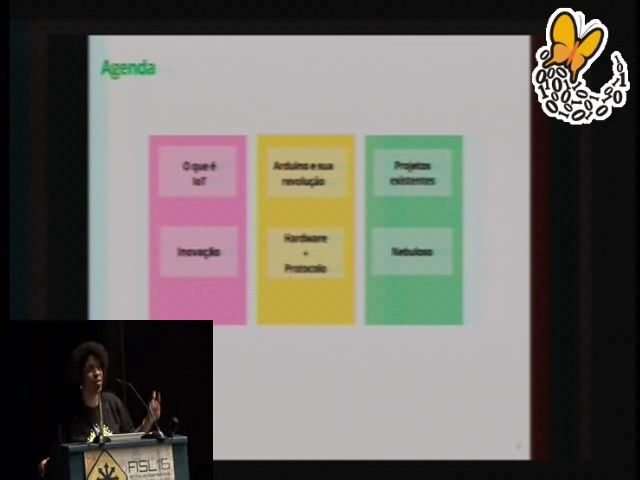 Agenda
O que é
IoT
Arduino e sua
revolução
Projetos
existentes
Inovação
Hardware
+
Protocolo
Nebuloso
FISL16